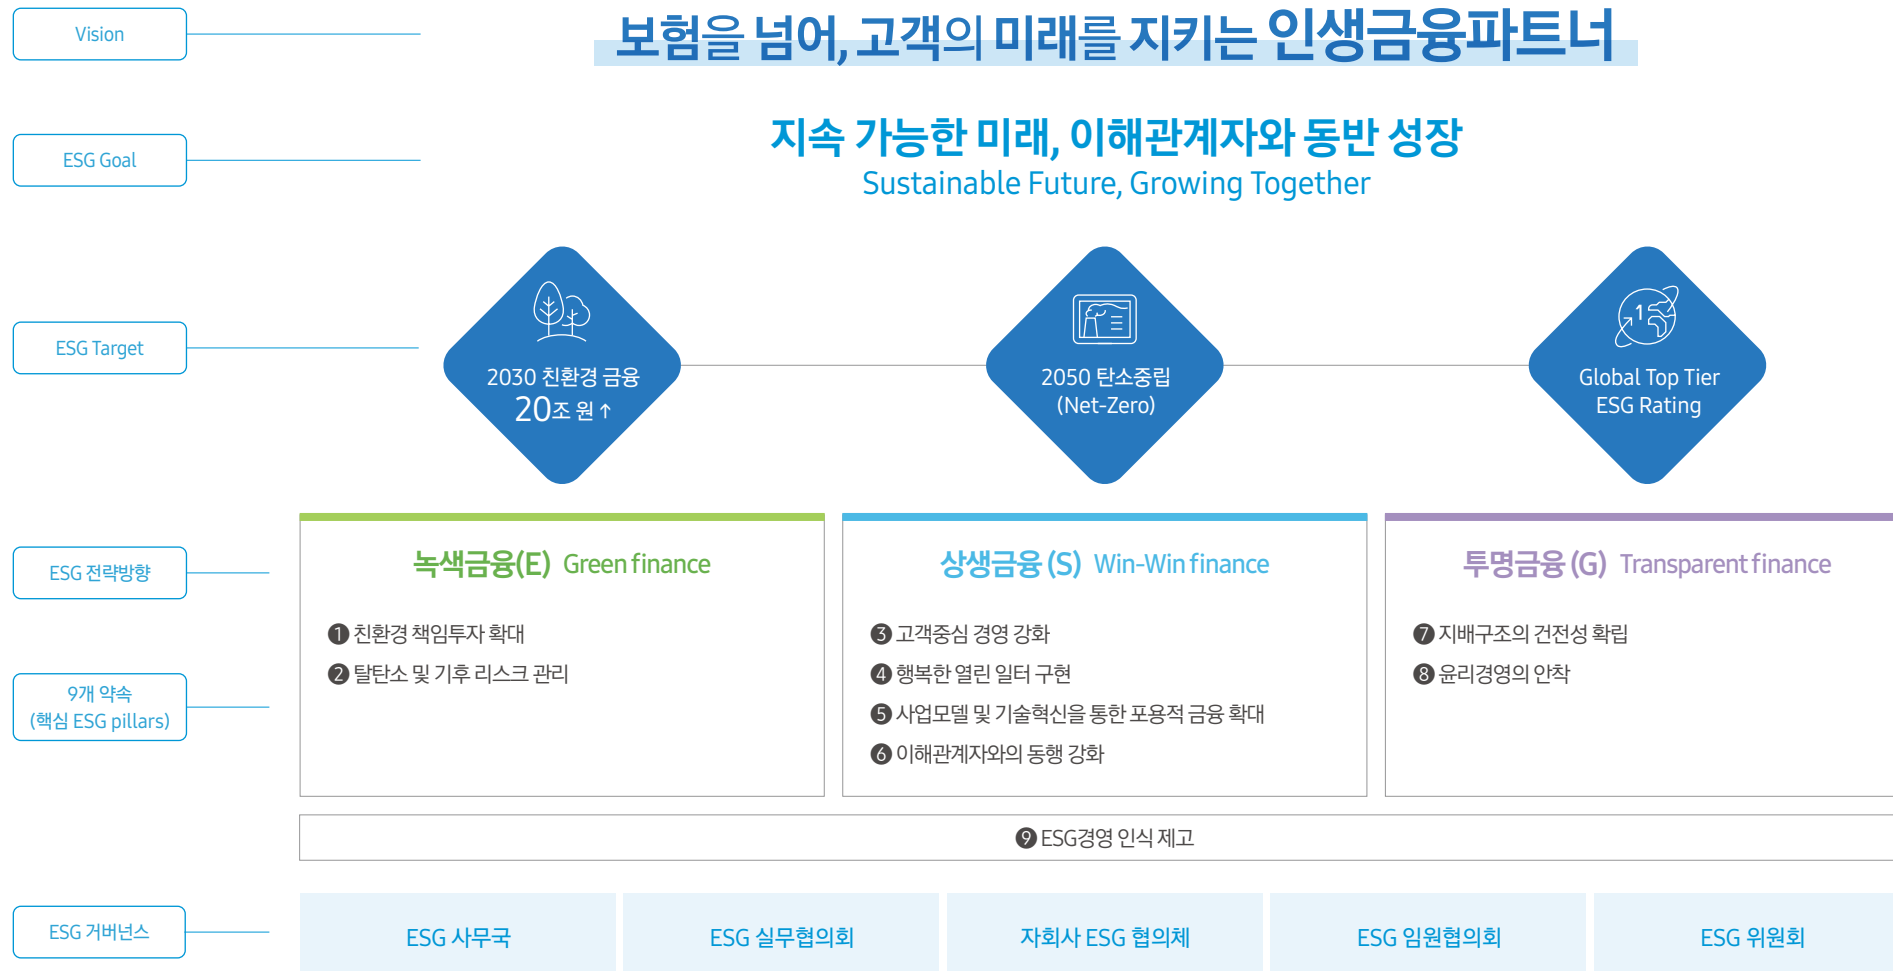 Vision
보험을 넘어, 고객의 미래를 지키는 인생금융파트너
ESG Goal
지속 가능한 미래, 이해관계자와 동반 성장
Sustainable Future, Growing Together
ESG Target
2030 친환경 금융
20조 원↑
2050 탄소중립
(Net-Zero)
1
Global Top Tier
ESG Rating
ESG 전략방향
녹색금융(E) Green finance
상생금융 (S) Win-Win finance
투명금융 (G) Transparent finance
9개 약속
(핵심 ESG pillars)
❶ 친환경 책임투자 확대
❷ 탈탄소 및 기후 리스크 관리
❸ 고객중심 경영 강화
❹ 행복한 열린 일터 구현
❺ 사업모델 및 기술혁신을 통한 포용적 금융 확대
❻ 이해관계자와의 동행 강화
❼ 지배구조의 건전성 확립
❽ 윤리경영의 안착
❾ ESG경영 인식 제고
ESG 거버넌스
ESG 사무국
ESG 실무협의회
자회사 ESG 협의체
ESG 임원협의회
ESG 위원회